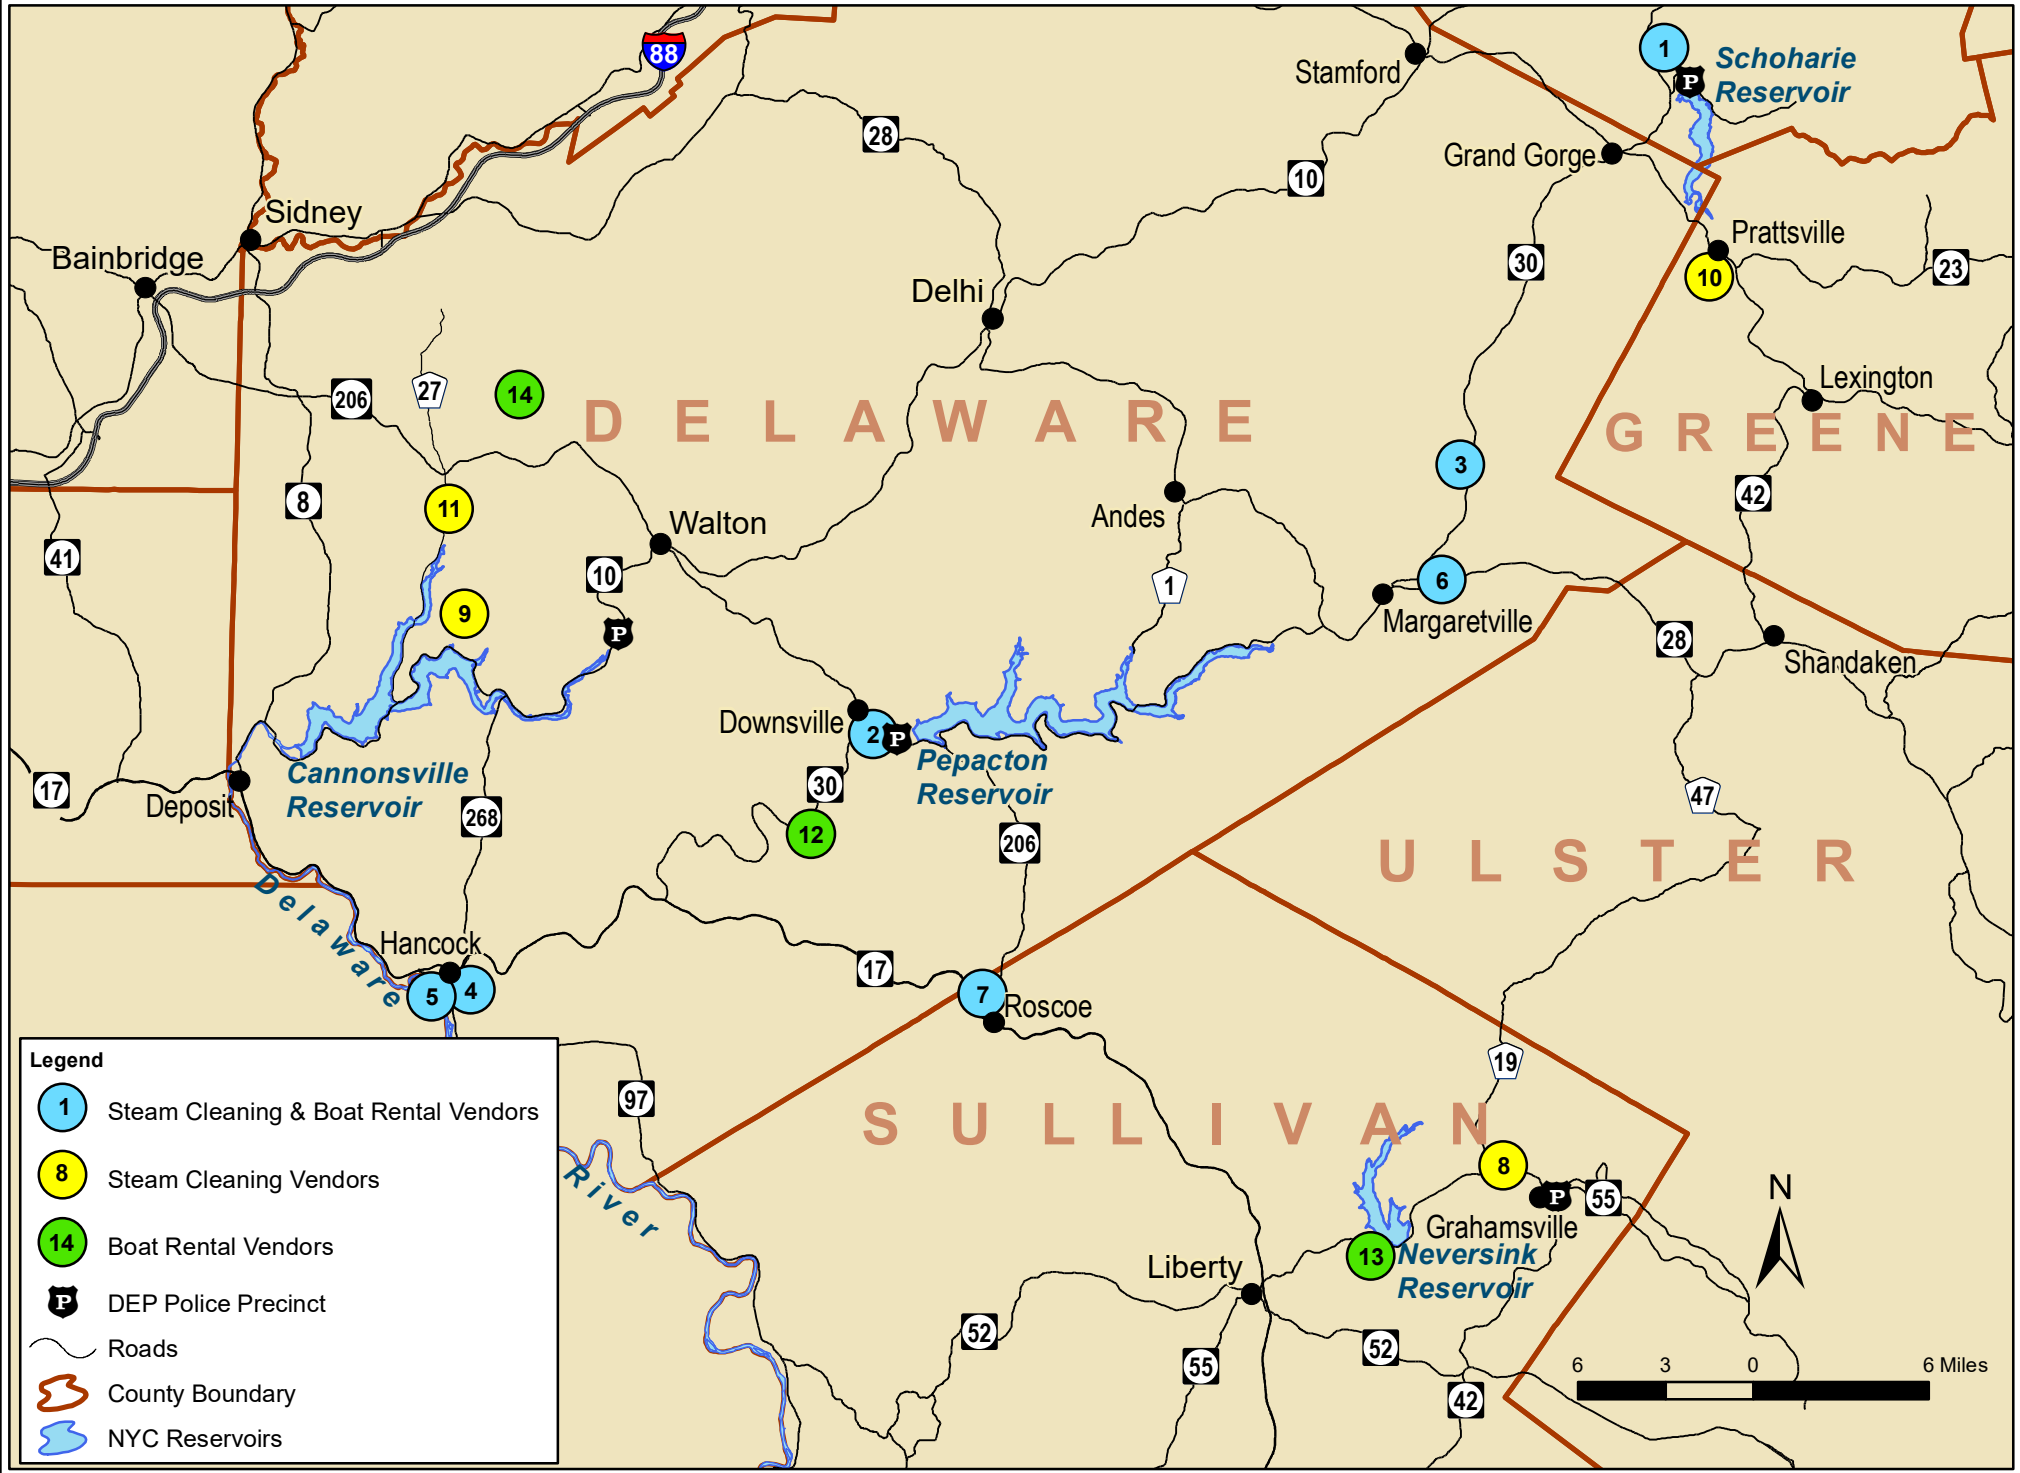 88
1
Schoharie
Reservoir
P
Stamford
28
Grand Gorge
10
Sidney
Prattsville
Bainbridge
30
23
10
Delhi
Lexington
206
27
14
DELAWARE
GREENE
3
42
8
11
Andes
Walton
41
10
1
6
9
Margaretville
P
28
Shandaken
Downsville
2
P
Pepacton
Reservoir
Cannonsville
Reservoir
17
Deposit
30
47
268
12
206
ULSTER
Delaware
Hancock
17
5
4
7
Roscoe
19
Legend
1
Steam Cleaning & Boat Rental Vendors
97
SULLIVAN
8
Steam Cleaning Vendors
8
River
P
55
N
Grahamsville
14
Boat Rental Vendors
13
Neversink
Reservoir
Liberty
P
DEP Police Precinct
52
52
Roads
55
6 3 0 6 Miles
County Boundary
42
NYC Reservoirs